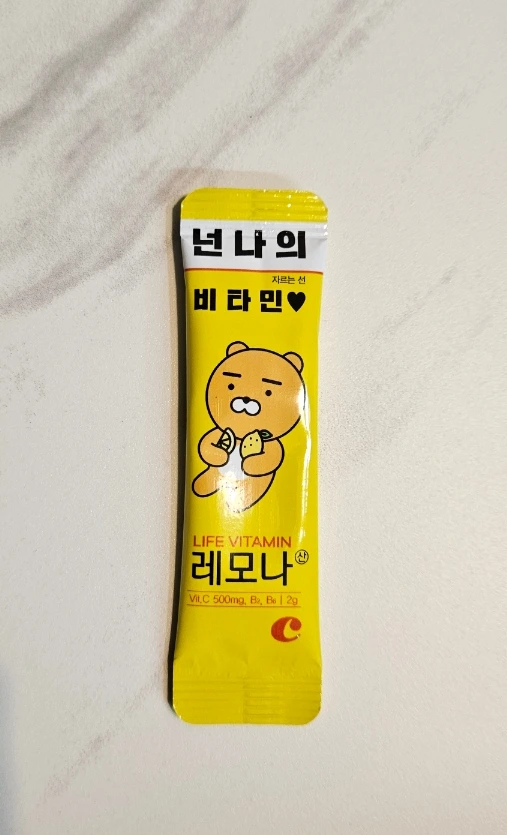 넌 나의
자르는 선
비 타 민♥
LIFE VITAMIN
레모나 산
Vit.C 500mg, B₂, B₆ | 2g
C